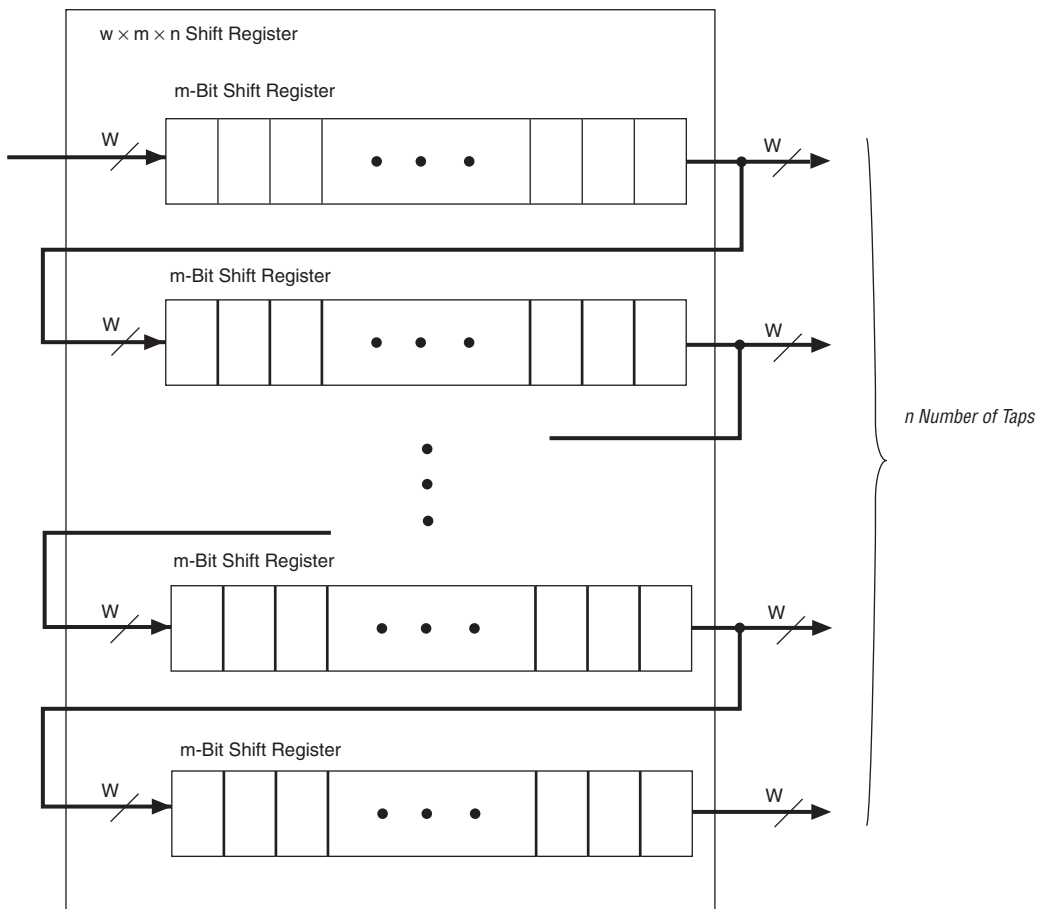 w × m × n Shift Register
m-Bit Shift Register
W
W
m-Bit Shift Register
W
W
n Number of Taps
m-Bit Shift Register
W
W
m-Bit Shift Register
W
W